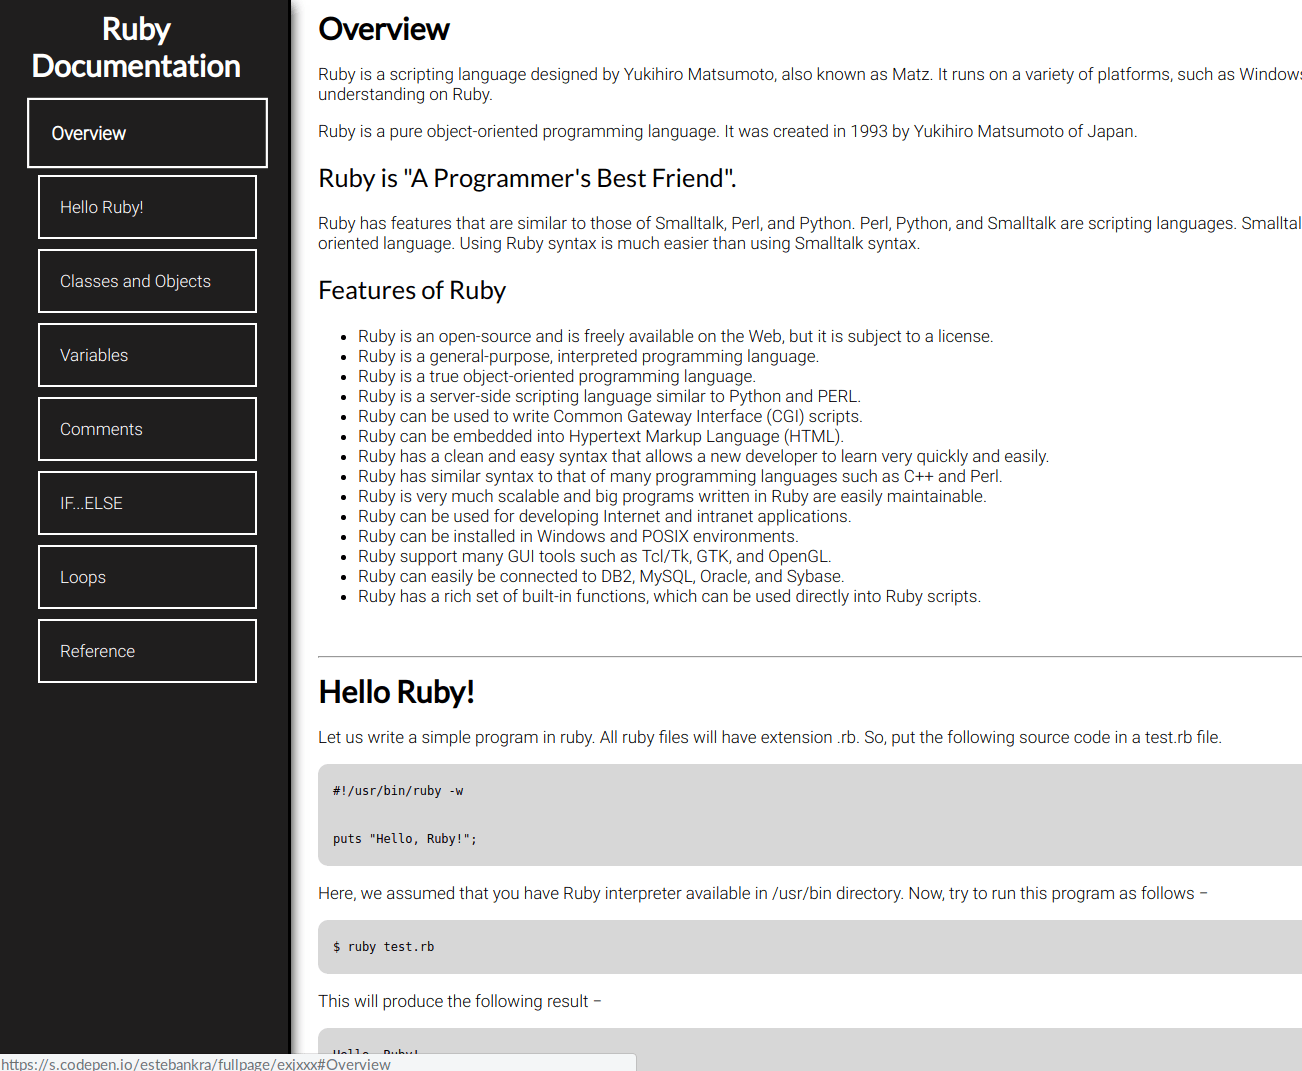 Ruby
Documentation
Overview
Hello Ruby!
Classes and Objects
Variables
Comments
IF...ELSE
Loops
Reference
Overview
Ruby is a scripting language designed by Yukihiro Matsumoto, also known as Matz. It runs on a variety of platforms, such as Windows
understanding on Ruby.
Ruby is a pure object-oriented programming language. It was created in 1993 by Yukihiro Matsumoto of Japan.
Ruby is "A Programmer's Best Friend".
Ruby has features that are similar to those of Smalltalk, Perl, and Python. Perl, Python, and Smalltalk are scripting languages. Smalltal
oriented language. Using Ruby syntax is much easier than using Smalltalk syntax.
Features of Ruby
• Ruby is an open-source and is freely available on the Web, but it is subject to a license.
• Ruby is a general-purpose, interpreted programming language.
• Ruby is a true object-oriented programming language.
• Ruby is a server-side scripting language similar to Python and PERL.
• Ruby can be used to write Common Gateway Interface (CGI) scripts.
• Ruby can be embedded into Hypertext Markup Language (HTML).
• Ruby has a clean and easy syntax that allows a new developer to learn very quickly and easily.
• Ruby has similar syntax to that of many programming languages such as C++ and Perl.
• Ruby is very much scalable and big programs written in Ruby are easily maintainable.
• Ruby can be used for developing Internet and intranet applications.
• Ruby can be installed in Windows and POSIX environments.
• Ruby support many GUI tools such as Tcl/Tk, GTK, and OpenGL.
• Ruby can easily be connected to DB2, MySQL, Oracle, and Sybase.
• Ruby has a rich set of built-in functions, which can be used directly into Ruby scripts.
Hello Ruby!
Let us write a simple program in ruby. All ruby files will have extension .rb. So, put the following source code in a test.rb file.
#!/usr/bin/ruby -w
puts "Hello, Ruby!";
Here, we assumed that you have Ruby interpreter available in /usr/bin directory. Now, try to run this program as follows −
$ ruby test.rb
This will produce the following result −
Hello, Ruby!
https://s.codepen.io/estebankra/fullpage/exjxxx#Overview